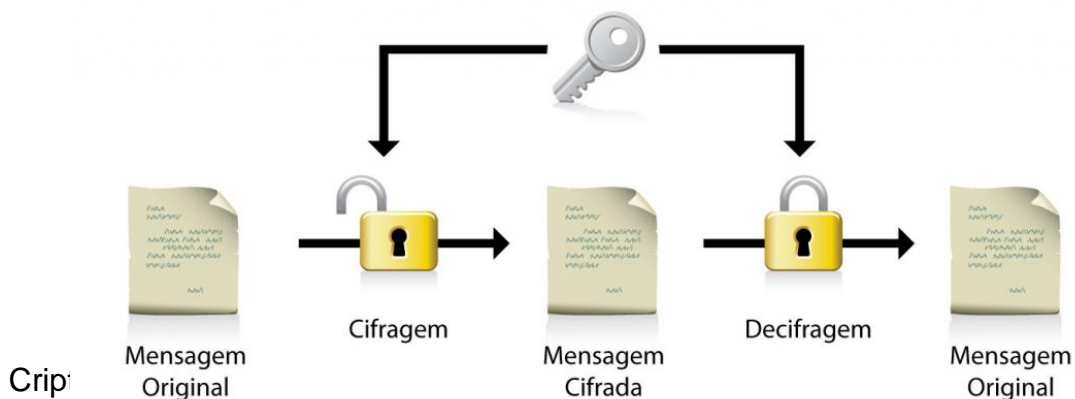 Cifragem
Decifragem
Mensagem
Original
Mensagem
Cifrada
Mensagem
Original